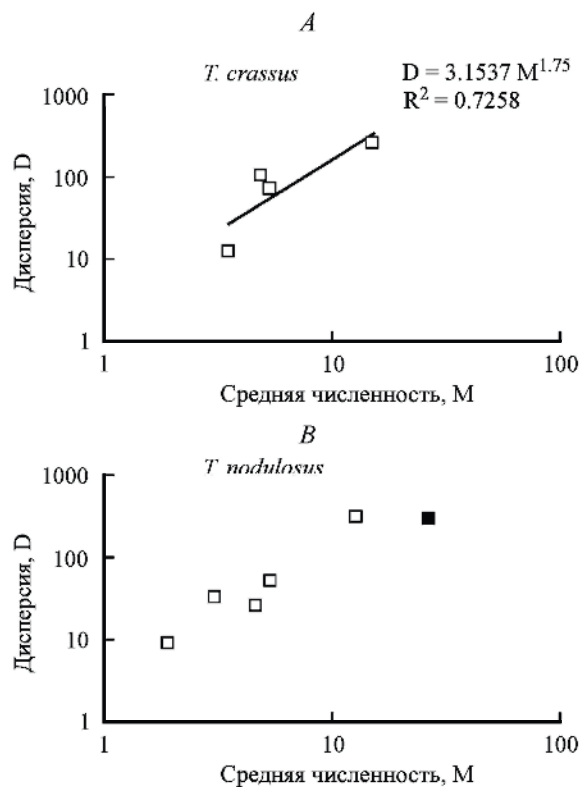 A
T. crassus
D = 3.1537 M^1.75
R² = 0.7258
1000
100
10
1
Дисперсия, D
1 10 100
Средняя численность, M
B
T. nodulosus
1000
100
10
1
Дисперсия, D
1 10 100
Средняя численность, M